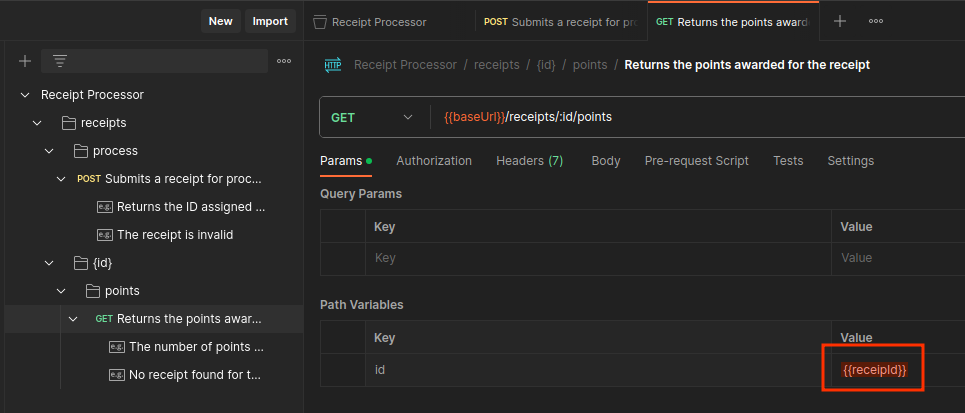 New
Import
Receipt Processor
POST Submits a receipt for pro
GET Returns the points awarde
Receipt Processor / receipts / {id} / points / Returns the points awarded for the receipt
HTTP
Receipt Processor
receipts
process
POST Submits a receipt for proc...
e.g. Returns the ID assigned ...
e.g. The receipt is invalid
{id}
points
GET Returns the points awar...
e.g. The number of points ...
e.g. No receipt found for t...
GET
{{baseUrl}}/receipts/:id/points
Params
Authorization
Headers (7)
Body
Pre-request Script
Tests
Settings
Query Params
Key
Value
Key
Value
Path Variables
Key
Value
id
{{receipId}}